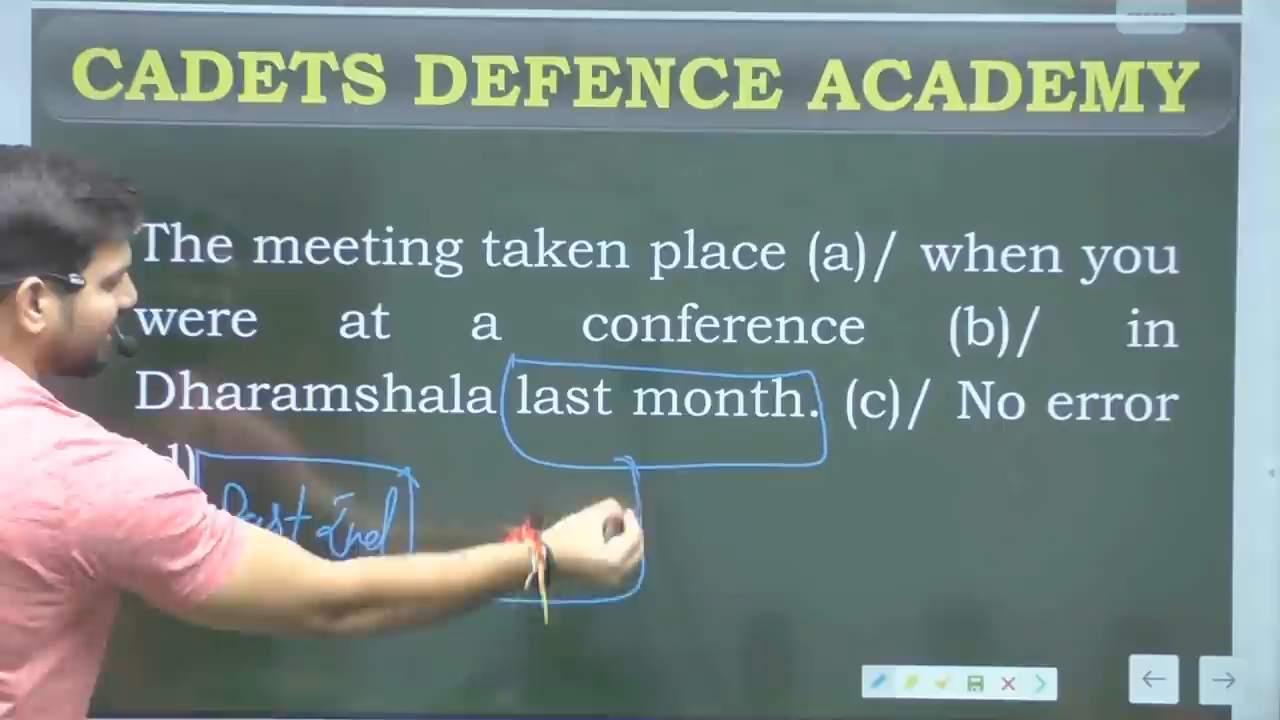 CADETS DEFENCE ACADEMY
The meeting taken place (a)/ when you
were at a conference (b)/ in
Dharamshala last month. (c)/ No error
Past Ind